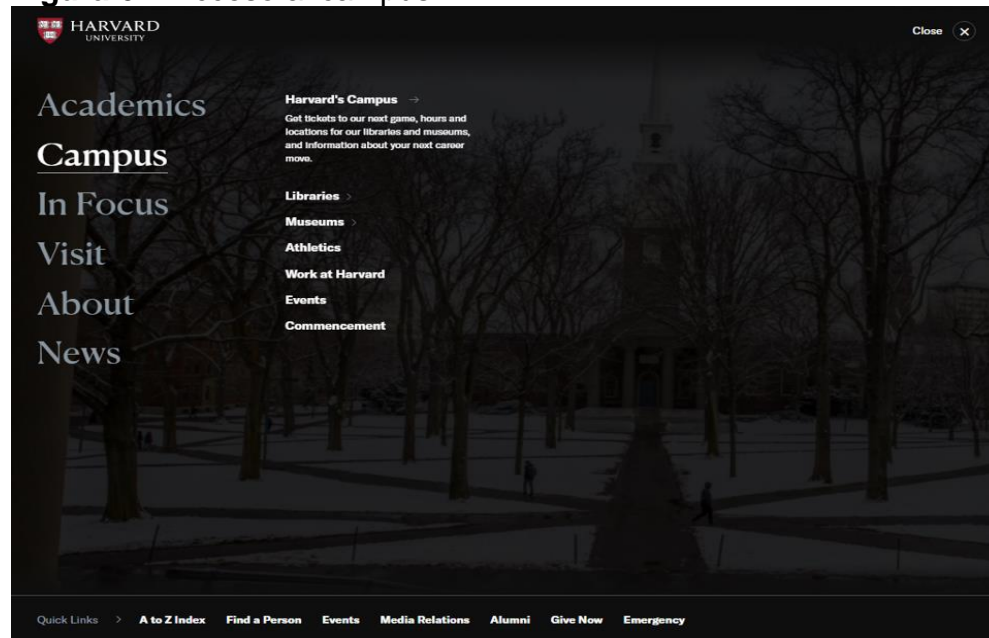 HARVARD
UNIVERSITY
Close
Academics
Campus
In Focus
Visit
About
News
Harvard's Campus →
Get tickets to our next game, hours and
locations for our libraries and museums,
and information about your next career
move.
Libraries >
Museums >
Athletics
Work at Harvard
Events
Commencement
Quick Links > A to Z Index Find a Person Events Media Relations Alumni Give Now Emergency